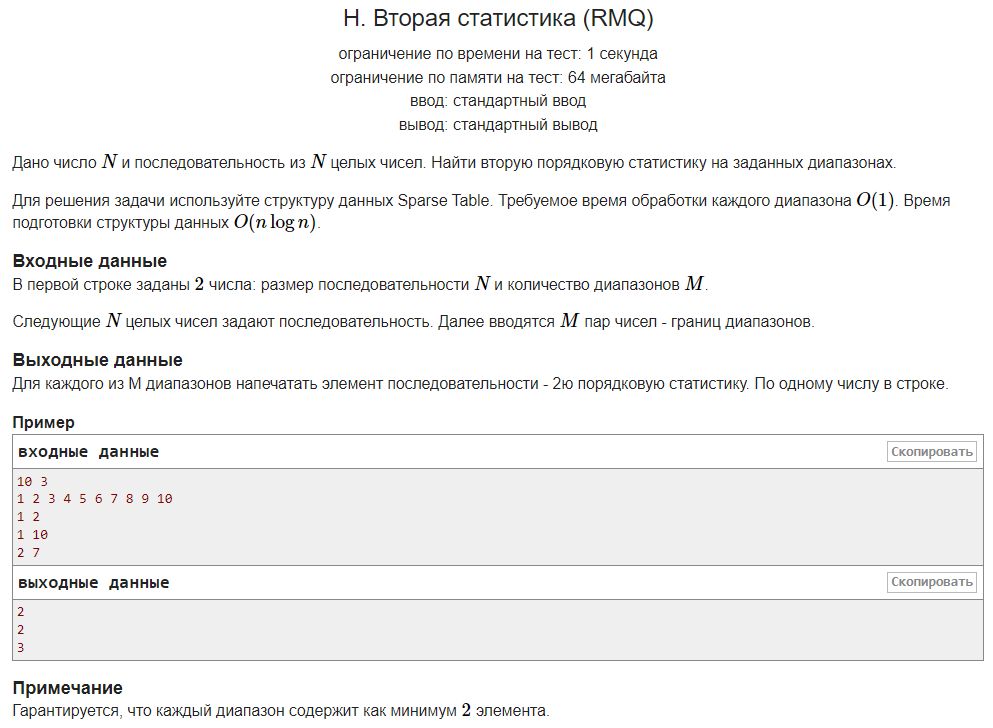 H. Вторая статистика (RMQ)
ограничение по времени на тест: 1 секунда
ограничение по памяти на тест: 64 мегабайта
ввод: стандартный ввод
вывод: стандартный вывод
Дано число N и последовательность из N целых чисел. Найти вторую порядковую статистику на заданных диапазонах.
Для решения задачи используйте структуру данных Sparse Table. Требуемое время обработки каждого диапазона O(1). Время
подготовки структуры данных O(n log n).
Входные данные
В первой строке заданы 2 числа: размер последовательности N и количество диапазонов M.
Следующие N целых чисел задают последовательность. Далее вводятся M пар чисел - границ диапазонов.
Выходные данные
Для каждого из M диапазонов напечатать элемент последовательности - 2ю порядковую статистику. По одному числу в строке.
Пример
входные данные
Скопировать
10 3
1 2 3 4 5 6 7 8 9 10
1 2
1 10
2 7
выходные данные
Скопировать
2
2
3
Примечание
Гарантируется, что каждый диапазон содержит как минимум 2 элемента.